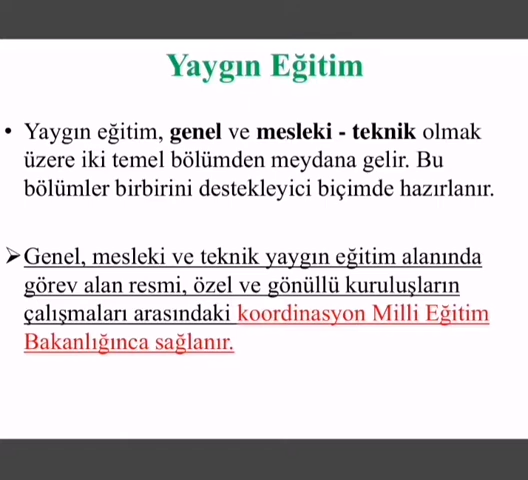 Yaygın Eğitim
• Yaygın eğitim, genel ve mesleki - teknik olmak
üzere iki temel bölümden meydana gelir. Bu
bölümler birbirini destekleyici biçimde hazırlanır.
➢ Genel, mesleki ve teknik yaygın eğitim alanında
görev alan resmi, özel ve gönüllü kuruluşların
çalışmaları arasındaki koordinasyon Milli Eğitim
Bakanlığınca sağlanır.